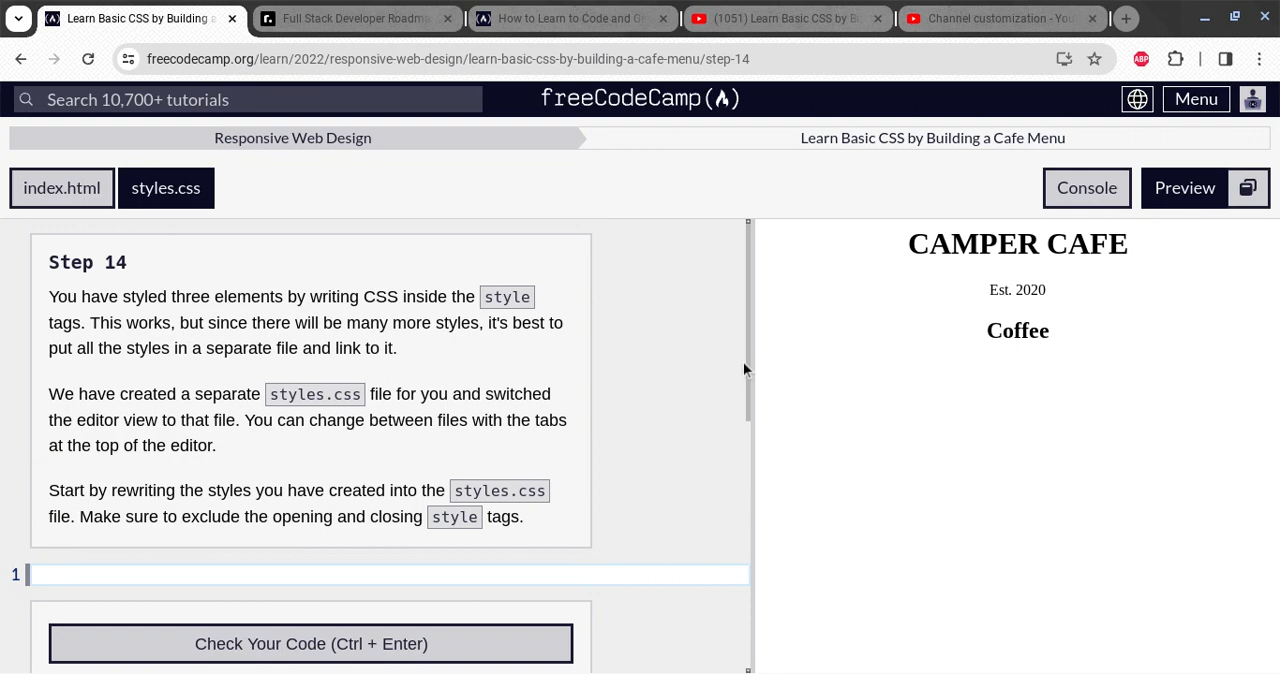 Learn Basic CSS by Building a
Full Stack Developer Roadma
How to Learn to Code and Ge
(1051) Learn Basic CSS by Bu
Channel customization - You
freecodecamp.org/learn/2022/responsive-web-design/learn-basic-css-by-building-a-cafe-menu/step-14
ABP
Search 10,700+ tutorials
freeCodeCamp
Menu
Responsive Web Design
Learn Basic CSS by Building a Cafe Menu
index.html
styles.css
Console
Preview
Step 14
You have styled three elements by writing CSS inside the style
tags. This works, but since there will be many more styles, it's best to
put all the styles in a separate file and link to it.
We have created a separate styles.css file for you and switched
the editor view to that file. You can change between files with the tabs
at the top of the editor.
Start by rewriting the styles you have created into the styles.css
file. Make sure to exclude the opening and closing style tags.
1
Check Your Code (Ctrl + Enter)
CAMPER CAFE
Est. 2020
Coffee